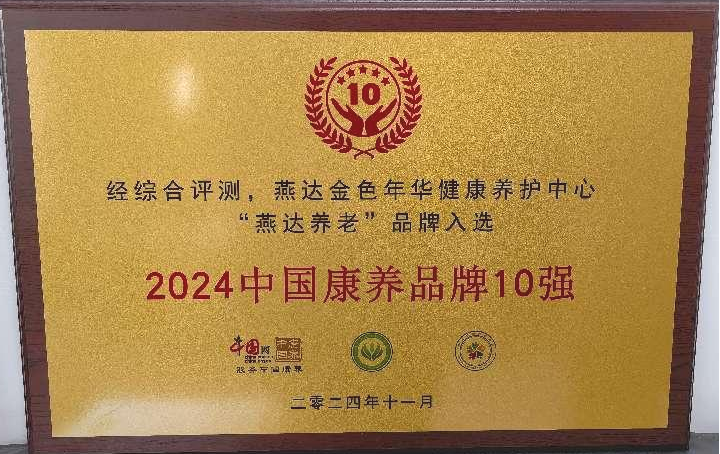 10
经综合评测，燕达金色年华健康养护中心
“燕达养老”品牌入选
2024中国康养品牌10强
中国网
二零二四年十一月